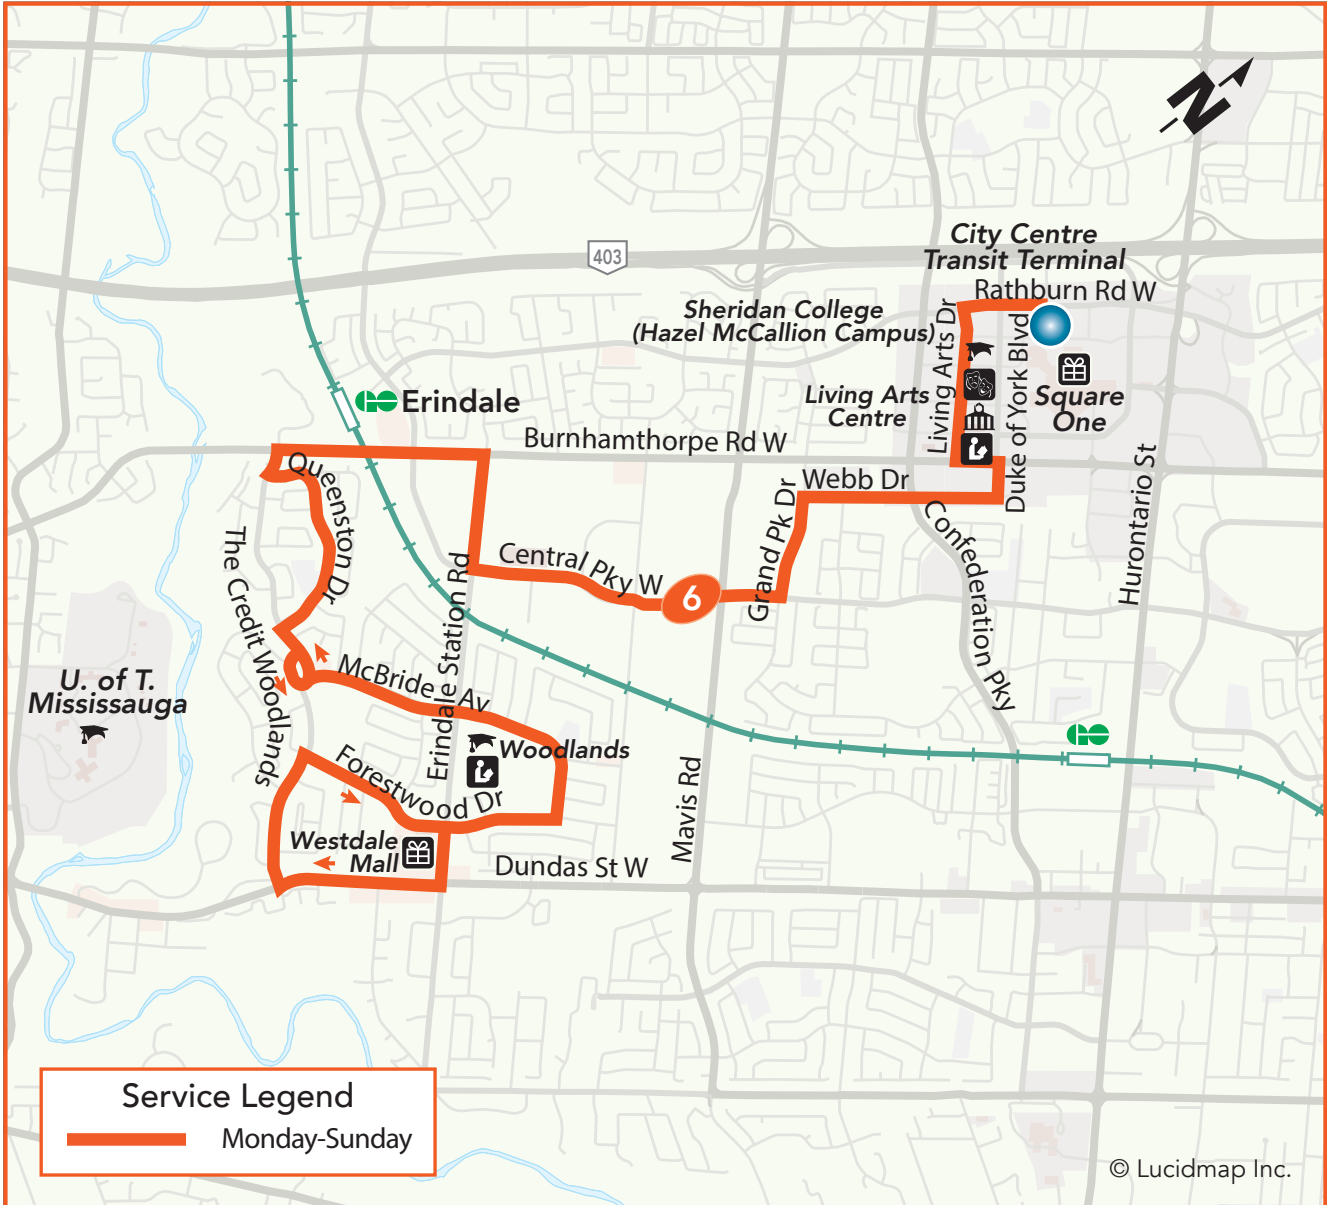 N
403
City Centre
Transit Terminal
Rathburn Rd W
Sheridan College
(Hazel McCallion Campus)
Living Arts Dr
Duke of York Blvd
Living Arts
Centre
Square
One
Erindale
Burnhamthorpe Rd W
Webb Dr
Queenston Dr
Grand Pk Dr
Confederation Pky
Hurontario St
The Credit Woodlands
Central Pky W
6
Erindale Station Rd
McBride Av
U. of T.
Mississauga
Woodlands
Forestwood Dr
Mavis Rd
Westdale
Mall
Dundas St W
Service Legend
Monday-Sunday
© Lucidmap Inc.